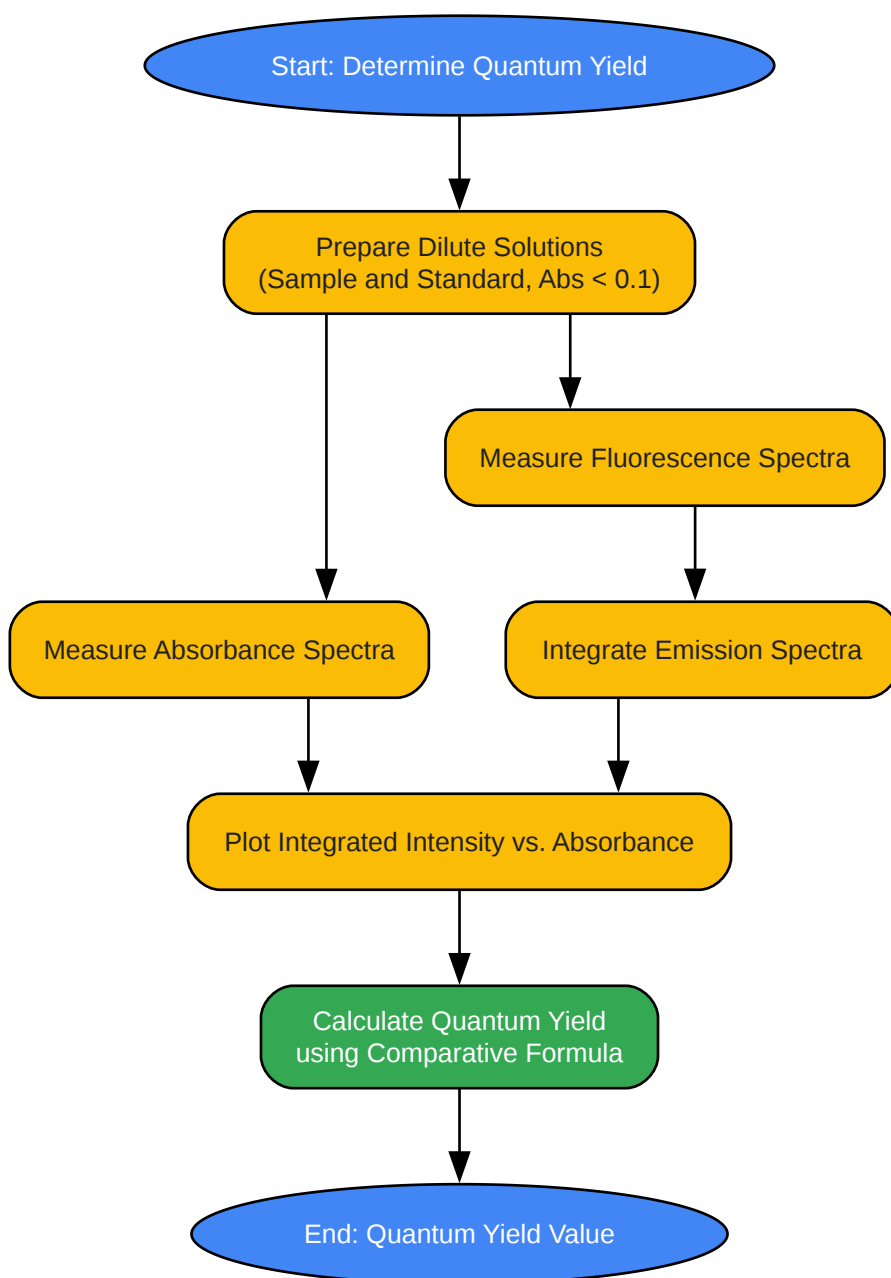 Start: Determine Quantum Yield
Prepare Dilute Solutions
(Sample and Standard, Abs < 0.1)
Measure Fluorescence Spectra
Measure Absorbance Spectra
Integrate Emission Spectra
Plot Integrated Intensity vs. Absorbance
Calculate Quantum Yield
using Comparative Formula
End: Quantum Yield Value